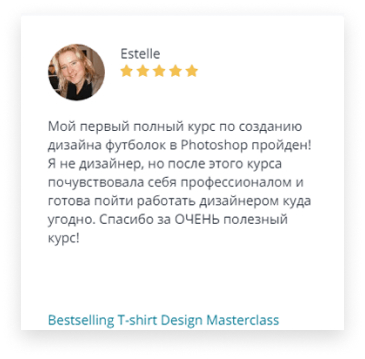 Estelle
Мой первый полный курс по созданию
дизайна футболок в Photoshop пройден!
Я не дизайнер, но после этого курса
почувствовала себя профессионалом и
готова пойти работать дизайнером куда
угодно. Спасибо за ОЧЕНЬ полезный
курс!
Bestselling T-shirt Design Masterclass